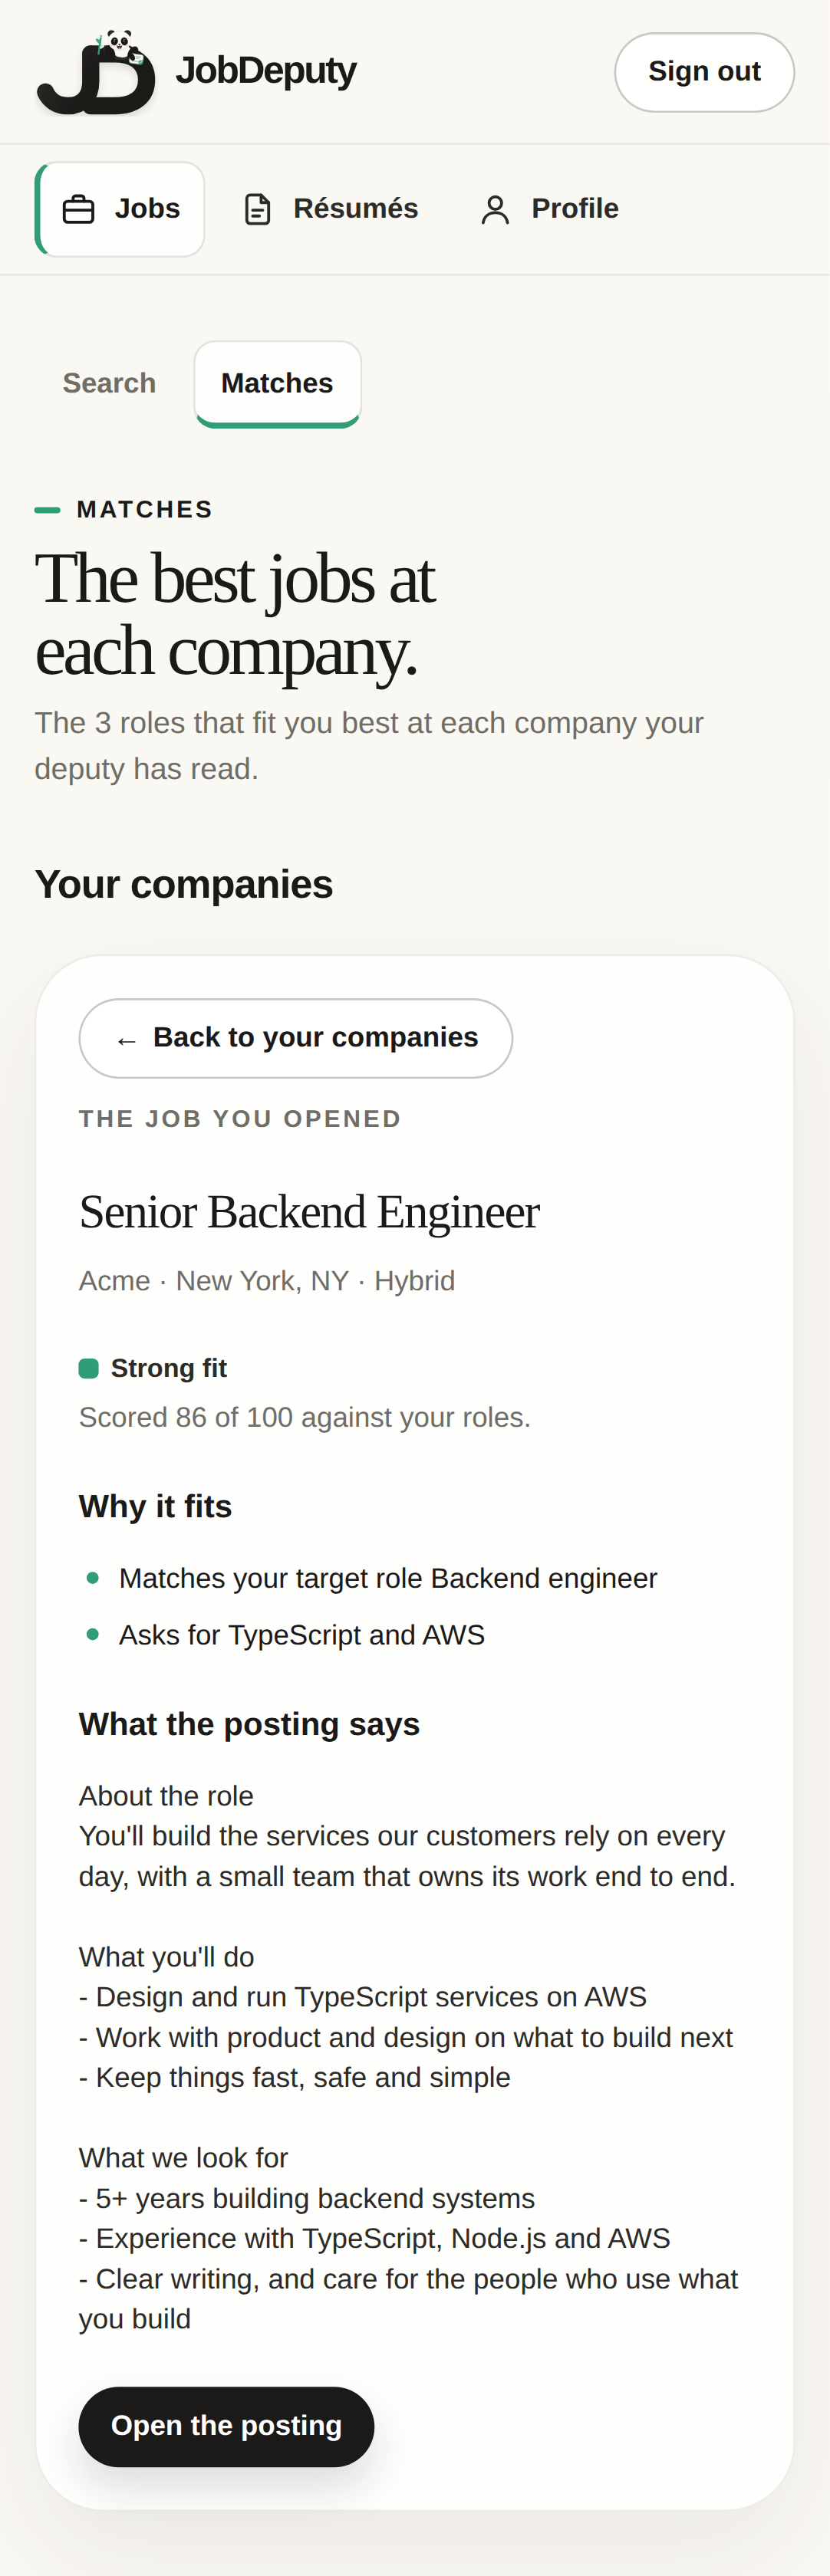 JobDeputy
Sign out
Jobs
Résumés
Profile
Search
Matches
MATCHES
The best jobs at
each company.
The 3 roles that fit you best at each company your
deputy has read.
Your companies
← Back to your companies
THE JOB YOU OPENED
Senior Backend Engineer
Acme · New York, NY · Hybrid
Strong fit
Scored 86 of 100 against your roles.
Why it fits
Matches your target role Backend engineer
Asks for TypeScript and AWS
What the posting says
About the role
You'll build the services our customers rely on every
day, with a small team that owns its work end to end.
What you'll do
- Design and run TypeScript services on AWS
- Work with product and design on what to build next
- Keep things fast, safe and simple
What we look for
- 5+ years building backend systems
- Experience with TypeScript, Node.js and AWS
- Clear writing, and care for the people who use what
you build
Open the posting